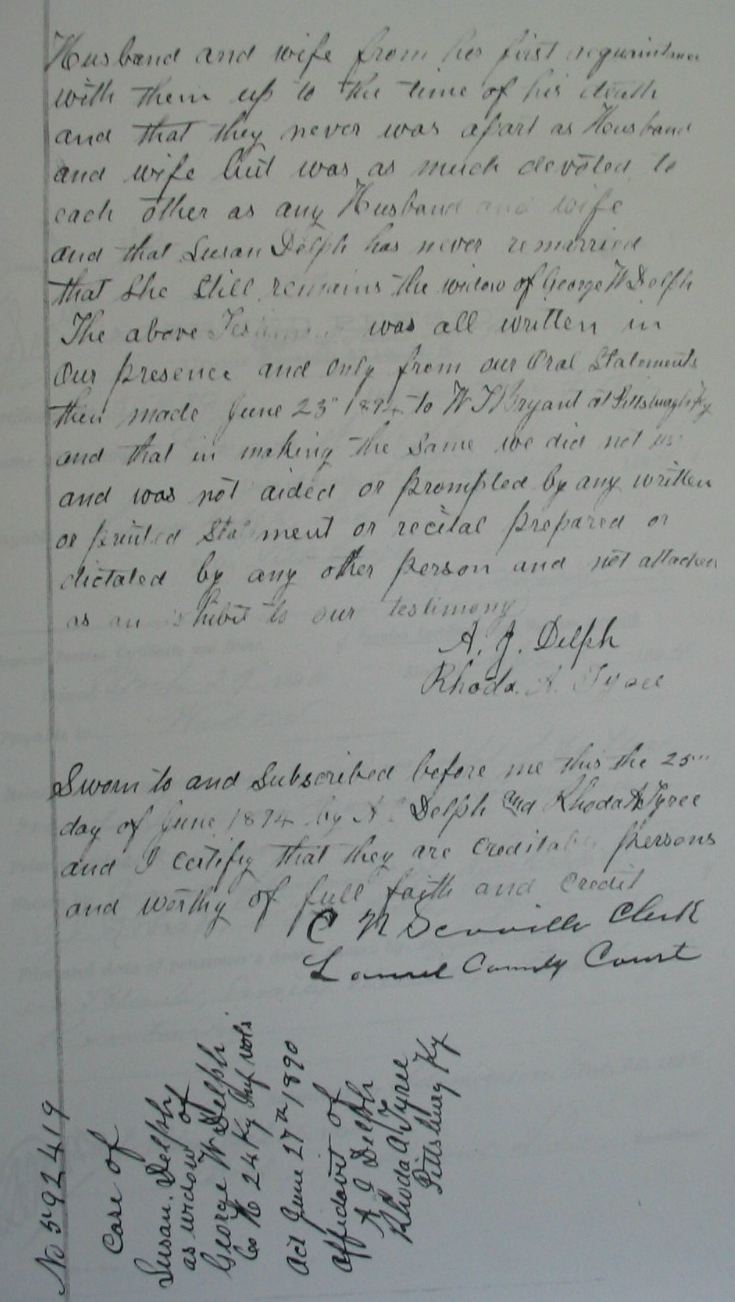 Husband and wife from her first acquaintance
with them up to the time of his death
and that they never was apart as Husband
and wife but was as much devoted to
each other as any Husband and wife
and that Susan Delph has never remarried
that she still remains the widow of George W Delph
The above was all written in
Our presence and only from our Oral Statements
then made June 23" 1894 to W T Bryant at Pittsburgh Ky
and that in making the same we did not use
and was not aided or prompted by any written
or printed Statement or recital prepared or
dictated by any other person and not attached
as an to our testimony
A. J. Delph
Rhoda. A. Tyree
Sworn to and Subscribed before me this the 25"
day of June 1894 by A Delph and Rhoda A Tyree
and I certify that they are creditable persons
and worthy of full faith and credit
C Scoville Clerk
Laurel County Court
No 592419
Case of
Susan. Delph
as widow of
George W Delph
Co 24 Ky Inf vols
Act June 27th 1890
Affidavit of
A J Delph
Rhoda A Tyree
Pittsburg Ky